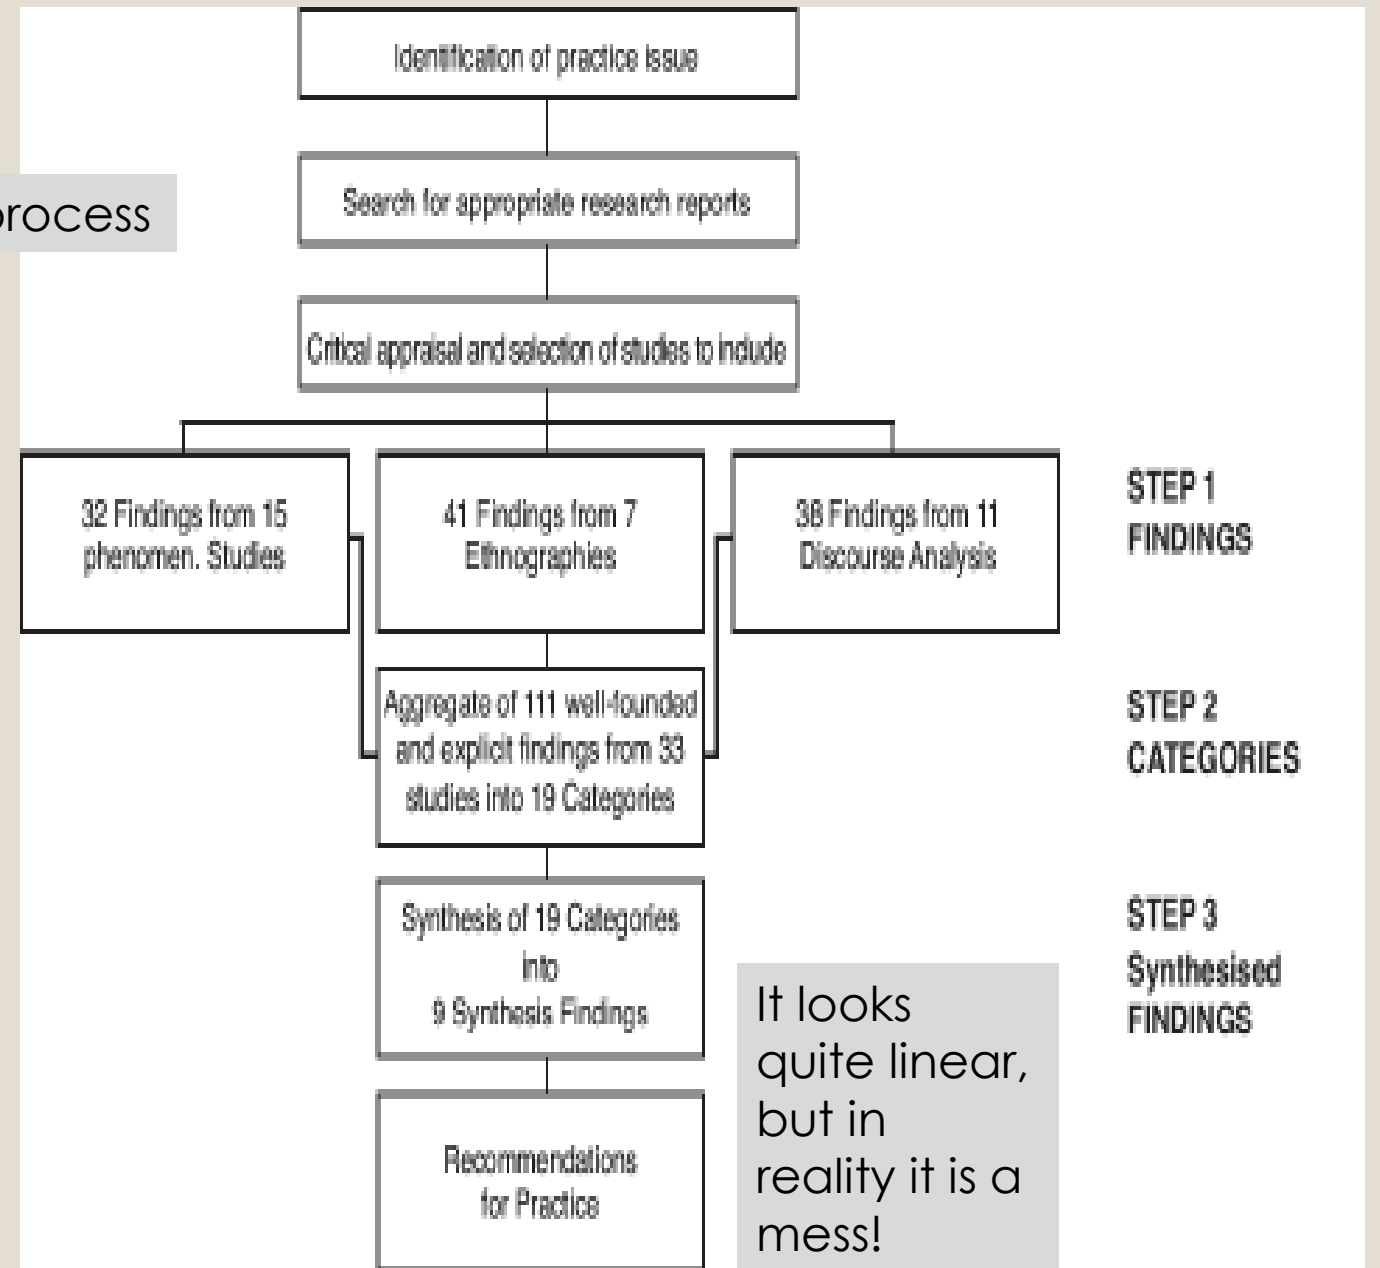 Identification of practice issue
process
Search for appropriate research reports
Critical appraisal and selection of studies to include
32 Findings from 15
phenomen. Studies
41 Findings from 7
Ethnographies
38 Findings from 11
Discourse Analysis
STEP 1
FINDINGS
Aggregate of 111 well-founded
and explicit findings from 33
studies into 19 Categories
STEP 2
CATEGORIES
Synthesis of 19 Categories
into
9 Synthesis Findings
STEP 3
Synthesised
FINDINGS
It looks
quite linear,
but in
reality it is a
mess!
Recommendations
for Practice